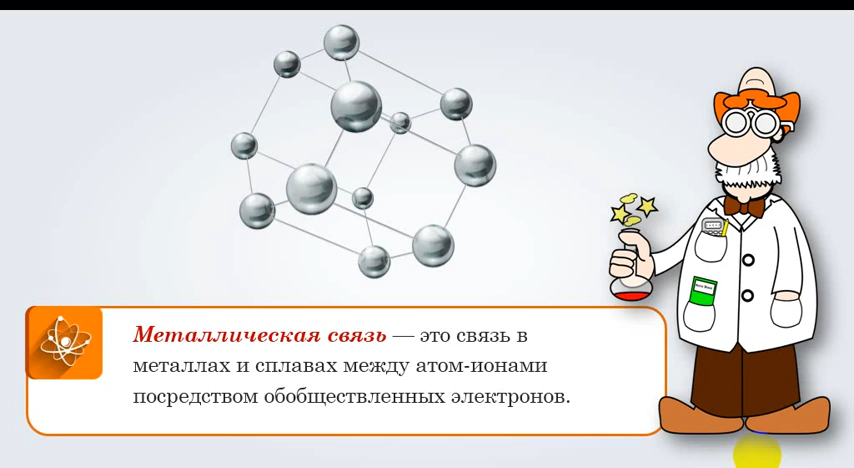 Металлическая связь — это связь в
металлах и сплавах между атом-ионами
посредством обобществленных электронов.